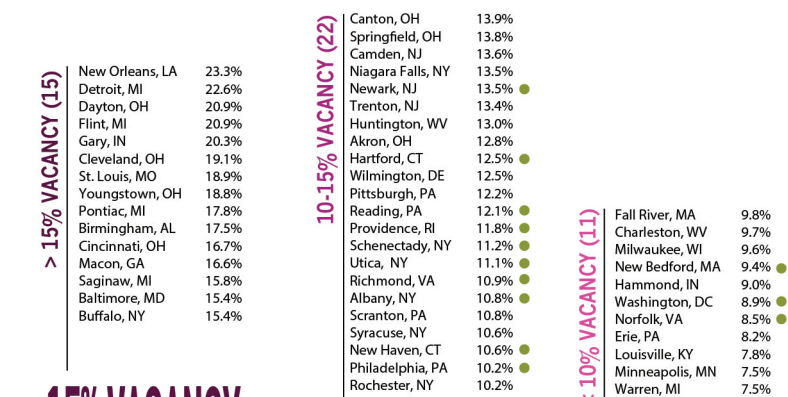 > 15% VACANCY (15)
New Orleans, LA 23.3%
Detroit, MI 22.6%
Dayton, OH 20.9%
Flint, MI 20.9%
Gary, IN 20.3%
Cleveland, OH 19.1%
St. Louis, MO 18.9%
Youngstown, OH 18.8%
Pontiac, MI 17.8%
Birmingham, AL 17.5%
Cincinnati, OH 16.7%
Macon, GA 16.6%
Saginaw, MI 15.8%
Baltimore, MD 15.4%
Buffalo, NY 15.4%
15% VACANCY
10-15% VACANCY (22)
Canton, OH 13.9%
Springfield, OH 13.8%
Camden, NJ 13.6%
Niagara Falls, NY 13.5%
Newark, NJ 13.5%
Trenton, NJ 13.4%
Huntington, WV 13.0%
Akron, OH 12.8%
Hartford, CT 12.5%
Wilmington, DE 12.5%
Pittsburgh, PA 12.2%
Reading, PA 12.1%
Providence, RI 11.8%
Schenectady, NY 11.2%
Utica, NY 11.1%
Richmond, VA 10.9%
Albany, NY 10.8%
Scranton, PA 10.8%
Syracuse, NY 10.6%
New Haven, CT 10.6%
Philadelphia, PA 10.2%
Rochester, NY 10.2%
< 10% VACANCY (11)
Fall River, MA 9.8%
Charleston, WV 9.7%
Milwaukee, WI 9.6%
New Bedford, MA 9.4%
Hammond, IN 9.0%
Washington, DC 8.9%
Norfolk, VA 8.5%
Erie, PA 8.2%
Louisville, KY 7.8%
Minneapolis, MN 7.5%
Warren, MI 7.5%